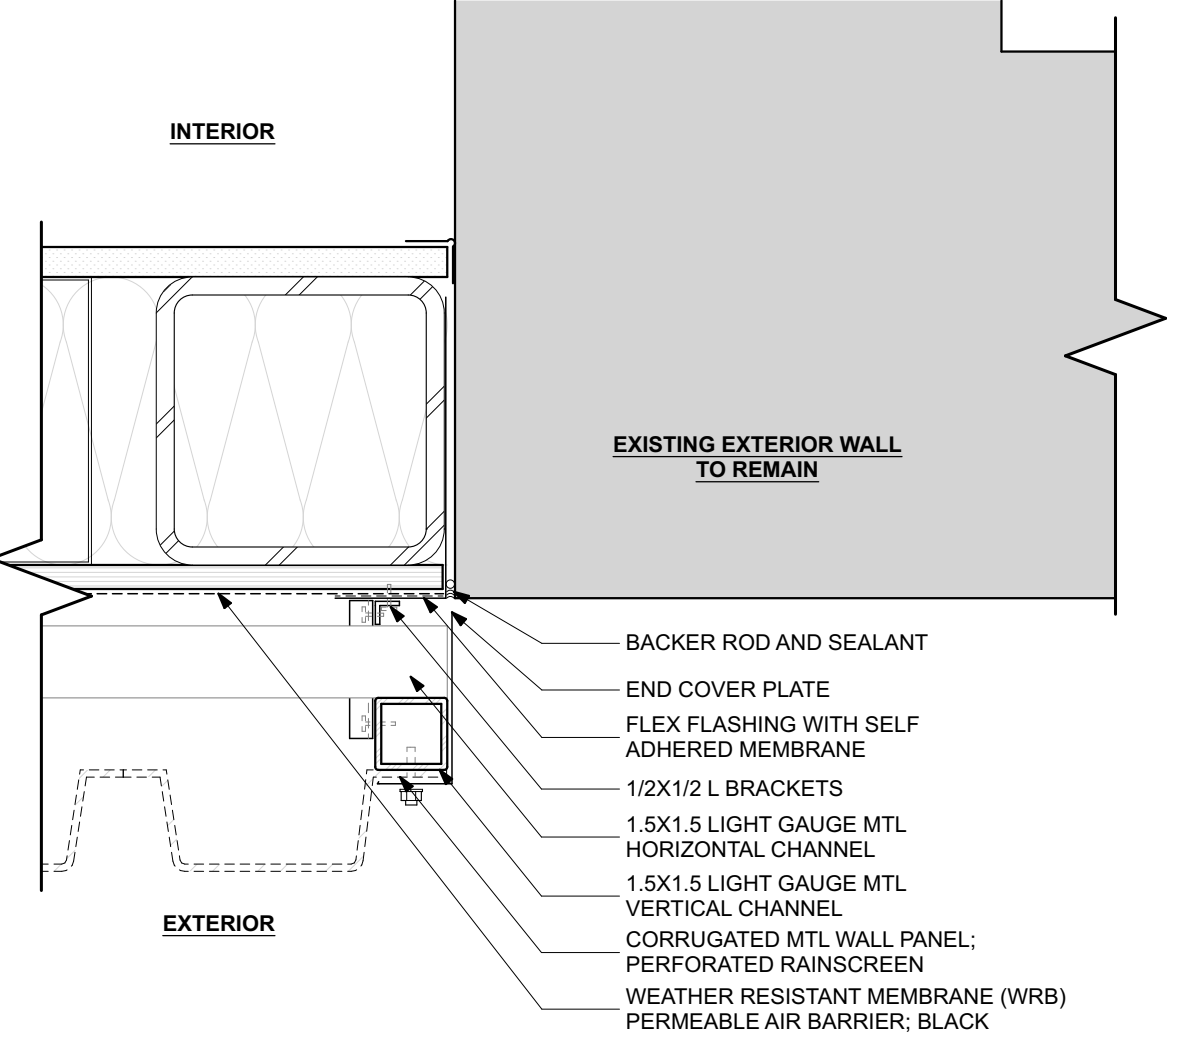 INTERIOR
EXISTING EXTERIOR WALL
TO REMAIN
BACKER ROD AND SEALANT
END COVER PLATE
FLEX FLASHING WITH SELF
ADHERED MEMBRANE
1/2X1/2 L BRACKETS
1.5X1.5 LIGHT GAUGE MTL
HORIZONTAL CHANNEL
1.5X1.5 LIGHT GAUGE MTL
VERTICAL CHANNEL
EXTERIOR
CORRUGATED MTL WALL PANEL;
PERFORATED RAINSCREEN
WEATHER RESISTANT MEMBRANE (WRB)
PERMEABLE AIR BARRIER; BLACK